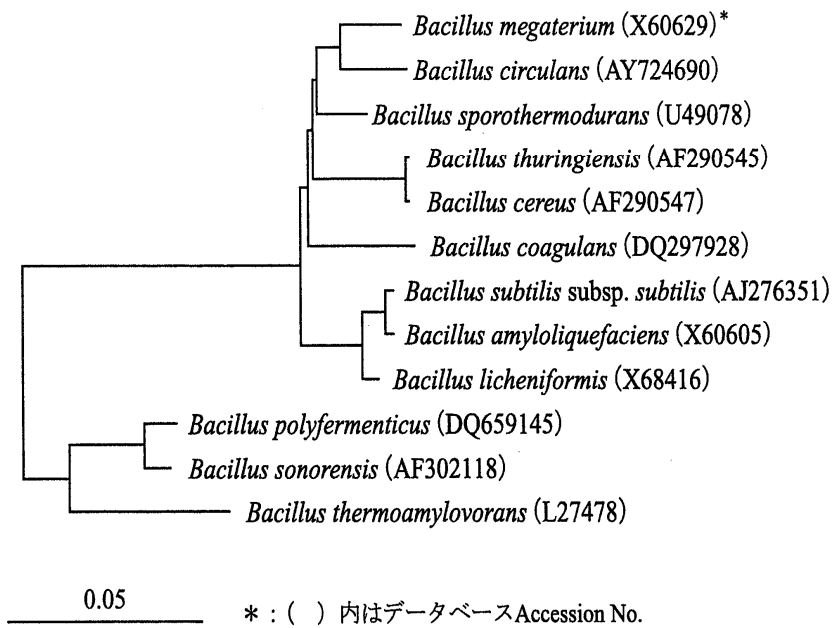 Bacillus megaterium (X60629)*
Bacillus circulans (AY724690)
Bacillus sporothermodurans (U49078)
Bacillus thuringiensis (AF290545)
Bacillus cereus (AF290547)
Bacillus coagulans (DQ297928)
Bacillus subtilis subsp. subtilis (AJ276351)
Bacillus amyloliquefaciens (X60605)
Bacillus licheniformis (X68416)
Bacillus polyfermenticus (DQ659145)
Bacillus sonorensis (AF302118)
Bacillus thermoamylovorans (L27478)
0.05
*:( )内はデータベースAccession No.